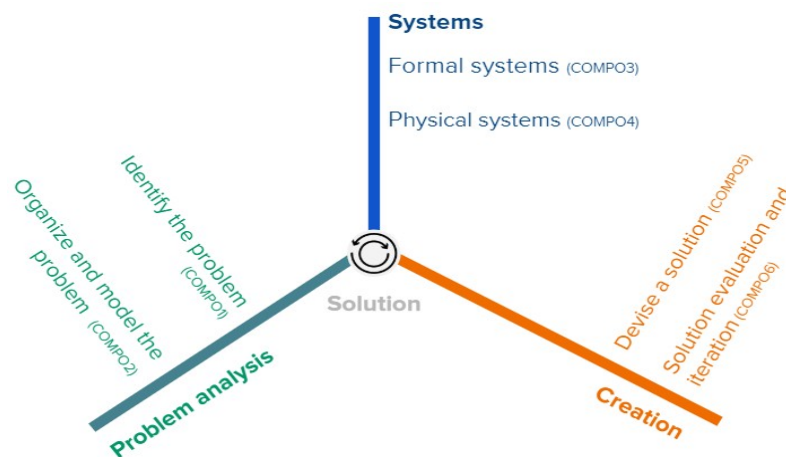 Systems
Formal systems (COMPO3)
Physical systems (COMPO4)
Identify the problem
(COMPO1)
Organize and model the
problem (COMPO2)
Problem analysis
Solution
Devise a solution (COMPO5)
Solution evaluation and
iteration (COMPO6)
Creation